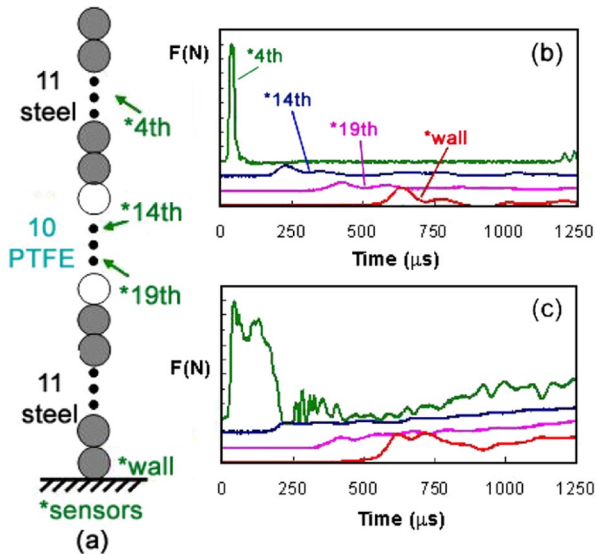 11
steel
*4th
10
PTFE
*14th
*19th
11
steel
*wall
*sensors
(a)
F(N)
(b)
*4th
*14th
*19th
*wall
0 250 500 750 1000 1250
Time (μs)
F(N)
(c)
0 250 500 750 1000 1250
Time (μs)